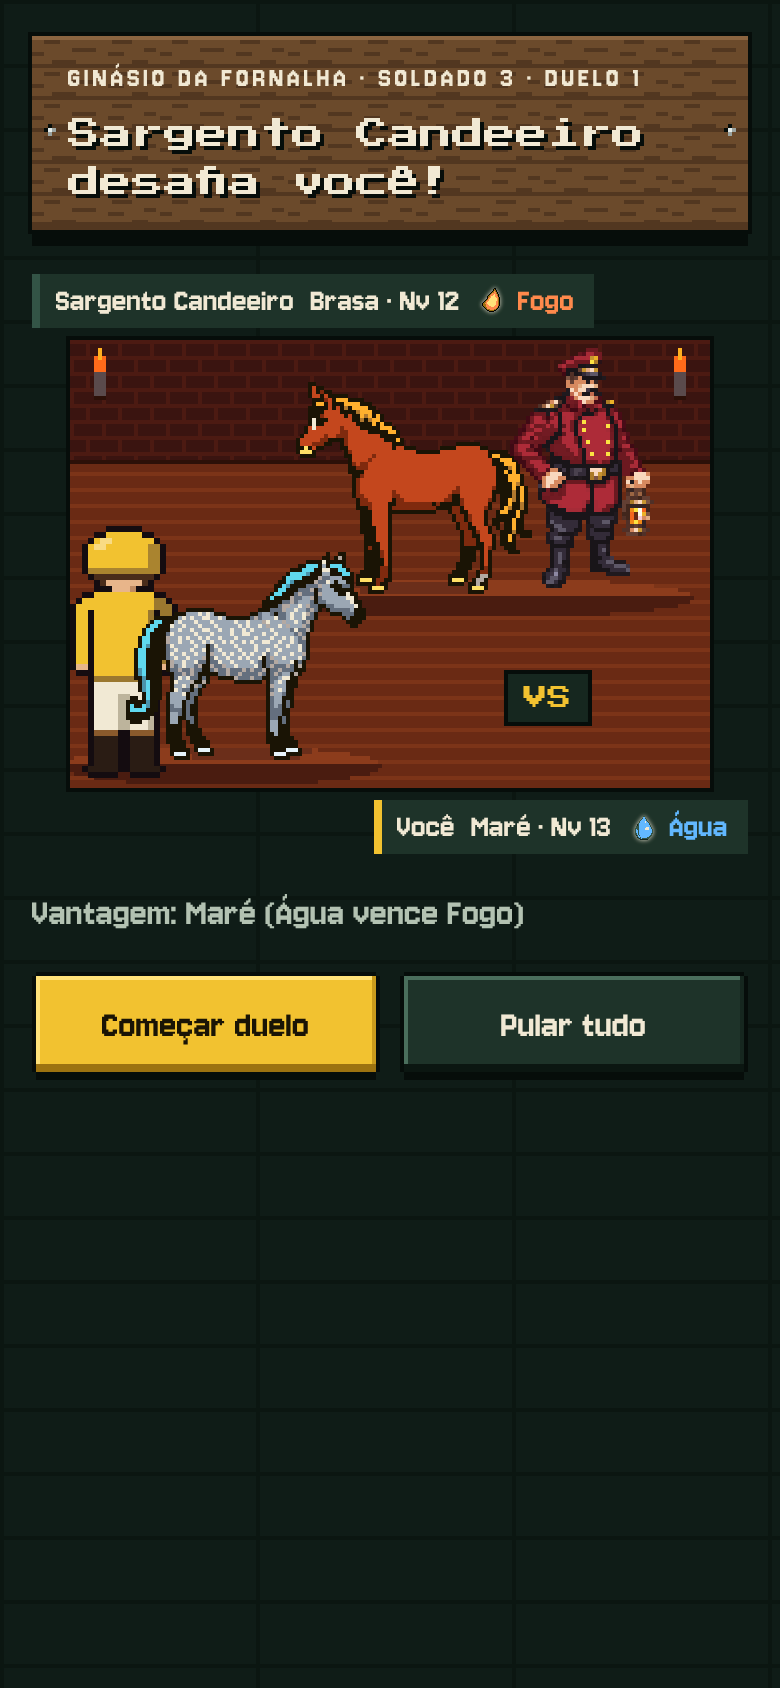 GINÁSIO DA FORNALHA · SOLDADO 3 · DUELO 1
Sargento Candeeiro
desafia você!
Sargento Candeeiro Brasa · Nv 12 Fogo
VS
Você Maré · Nv 13 Água
Vantagem: Maré (Água vence Fogo)
Começar duelo
Pular tudo